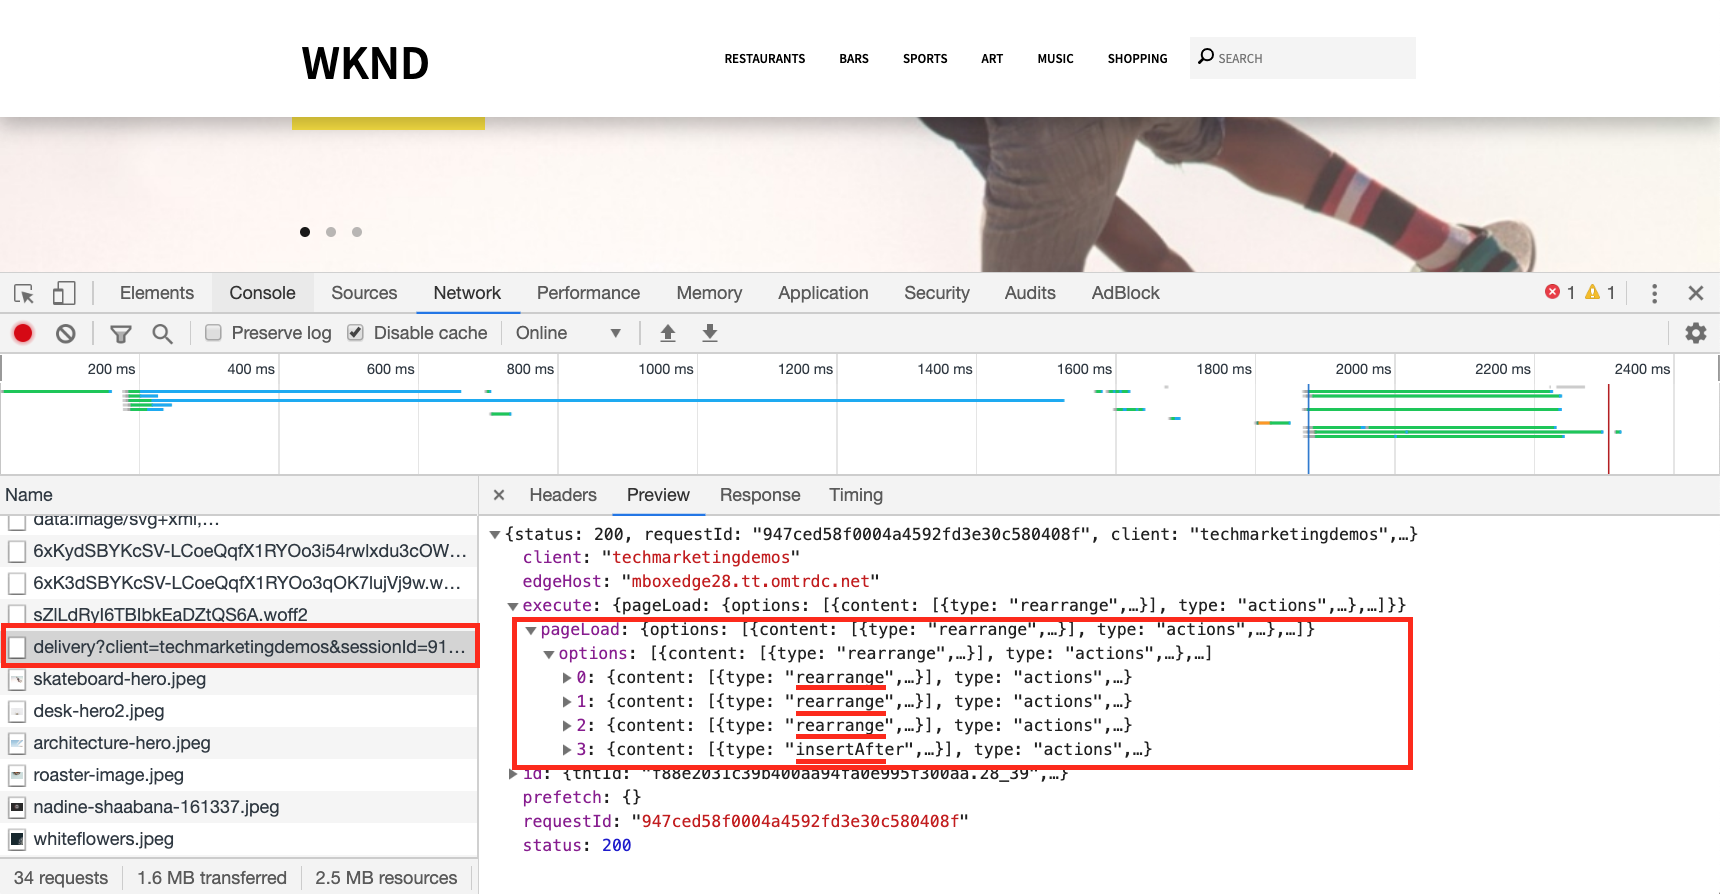 WKND
RESTAURANTS BARS SPORTS ART MUSIC SHOPPING SEARCH
Elements Console Sources Network Performance Memory Application Security Audits AdBlock 1 1
Preserve log Disable cache Online
200 ms 400 ms 600 ms 800 ms 1000 ms 1200 ms 1400 ms 1600 ms 1800 ms 2000 ms 2200 ms 2400 ms
Name
Headers Preview Response Timing
data:image/svg+xml,…
6xKydSBYKcSV-LCoeQqfX1RYOo3i54rwlxdu3cOW…
6xK3dSBYKcSV-LCoeQqfX1RYOo3qOK7lujVj9w.w…
sZlLdRyI6TBIbkEaDZtQS6A.woff2
delivery?client=techmarketingdemos&sessionId=91…
skateboard-hero.jpeg
desk-hero2.jpeg
architecture-hero.jpeg
roaster-image.jpeg
nadine-shaabana-161337.jpeg
whiteflowers.jpeg
34 requests 1.6 MB transferred 2.5 MB resources
{status: 200, requestId: "947ced58f0004a4592fd3e30c580408f", client: "techmarketingdemos",…}
client: "techmarketingdemos"
edgeHost: "mboxedge28.tt.omtrdc.net"
execute: {pageLoad: {options: [{content: [{type: "rearrange",…}], type: "actions",…},…]}}
pageLoad: {options: [{content: [{type: "rearrange",…}], type: "actions",…},…]}
options: [{content: [{type: "rearrange",…}], type: "actions",…},…]
0: {content: [{type: "rearrange",…}], type: "actions",…}
1: {content: [{type: "rearrange",…}], type: "actions",…}
2: {content: [{type: "rearrange",…}], type: "actions",…}
3: {content: [{type: "insertAfter",…}], type: "actions",…}
id: {tntId: "f88e2031c39b400aa94fa0e995f300aa.28_39",…}
prefetch: {}
requestId: "947ced58f0004a4592fd3e30c580408f"
status: 200